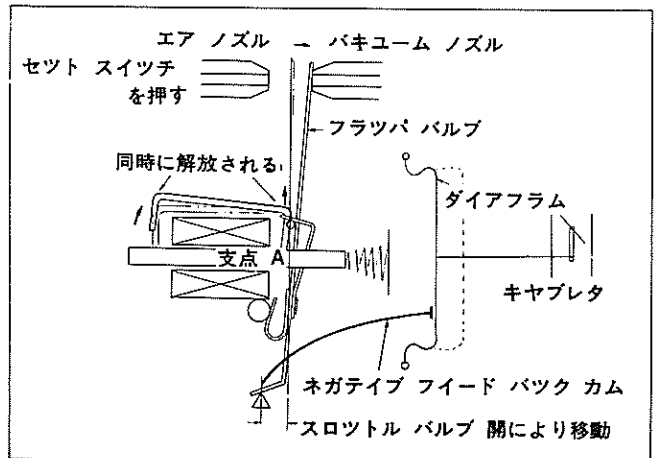 エア ノズル → バキユーム ノズル
セツト スイツチ
を押す
フラツパ バルブ
同時に解放される
ダイアフラム
支点 A
キヤブレタ
ネガテイブ フイード バツク カム
スロツトル バルブ 開により移動